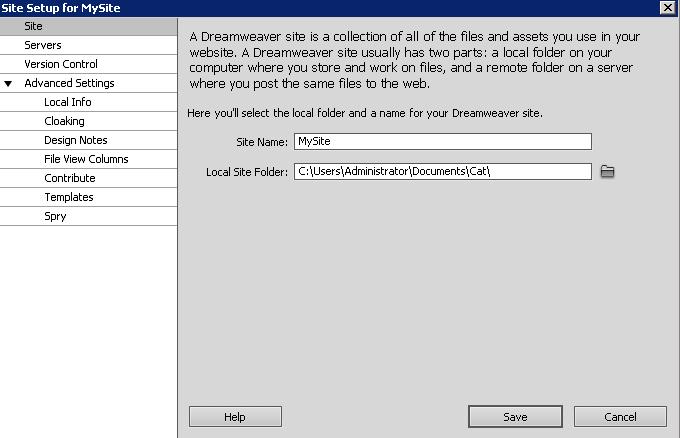 Site Setup for MySite
Site
Servers
Version Control
Advanced Settings
Local Info
Cloaking
Design Notes
File View Columns
Contribute
Templates
Spry
A Dreamweaver site is a collection of all of the files and assets you use in your
website. A Dreamweaver site usually has two parts: a local folder on your
computer where you store and work on files, and a remote folder on a server
where you post the same files to the web.
Here you'll select the local folder and a name for your Dreamweaver site.
Site Name: MySite
Local Site Folder: C:\Users\Administrator\Documents\Cat\
Help Save Cancel